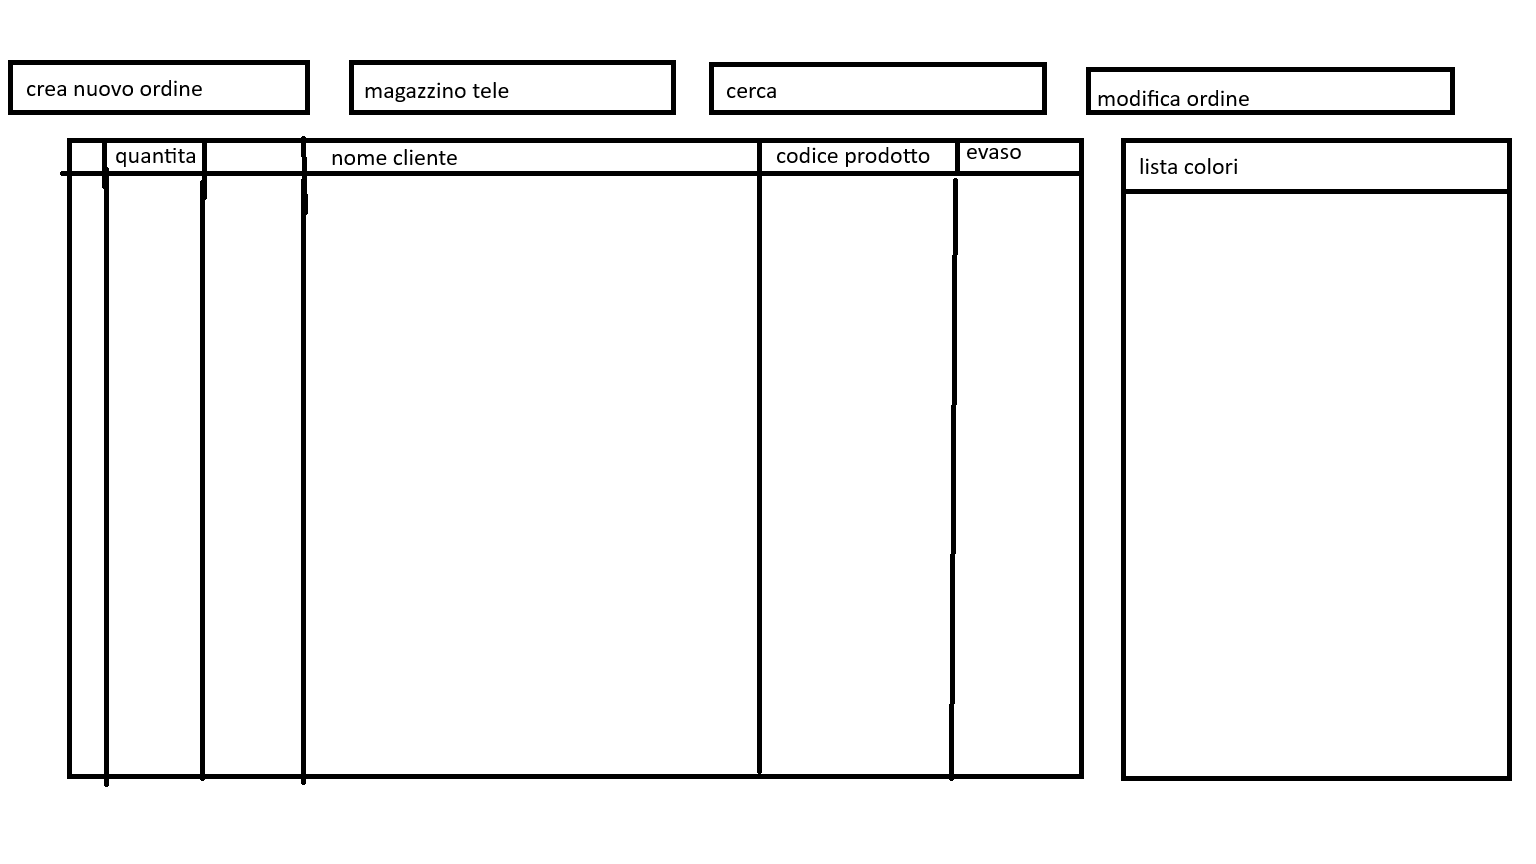 crea nuovo ordine
magazzino tele
cerca
modifica ordine
quantita
nome cliente
codice prodotto
evaso
lista colori